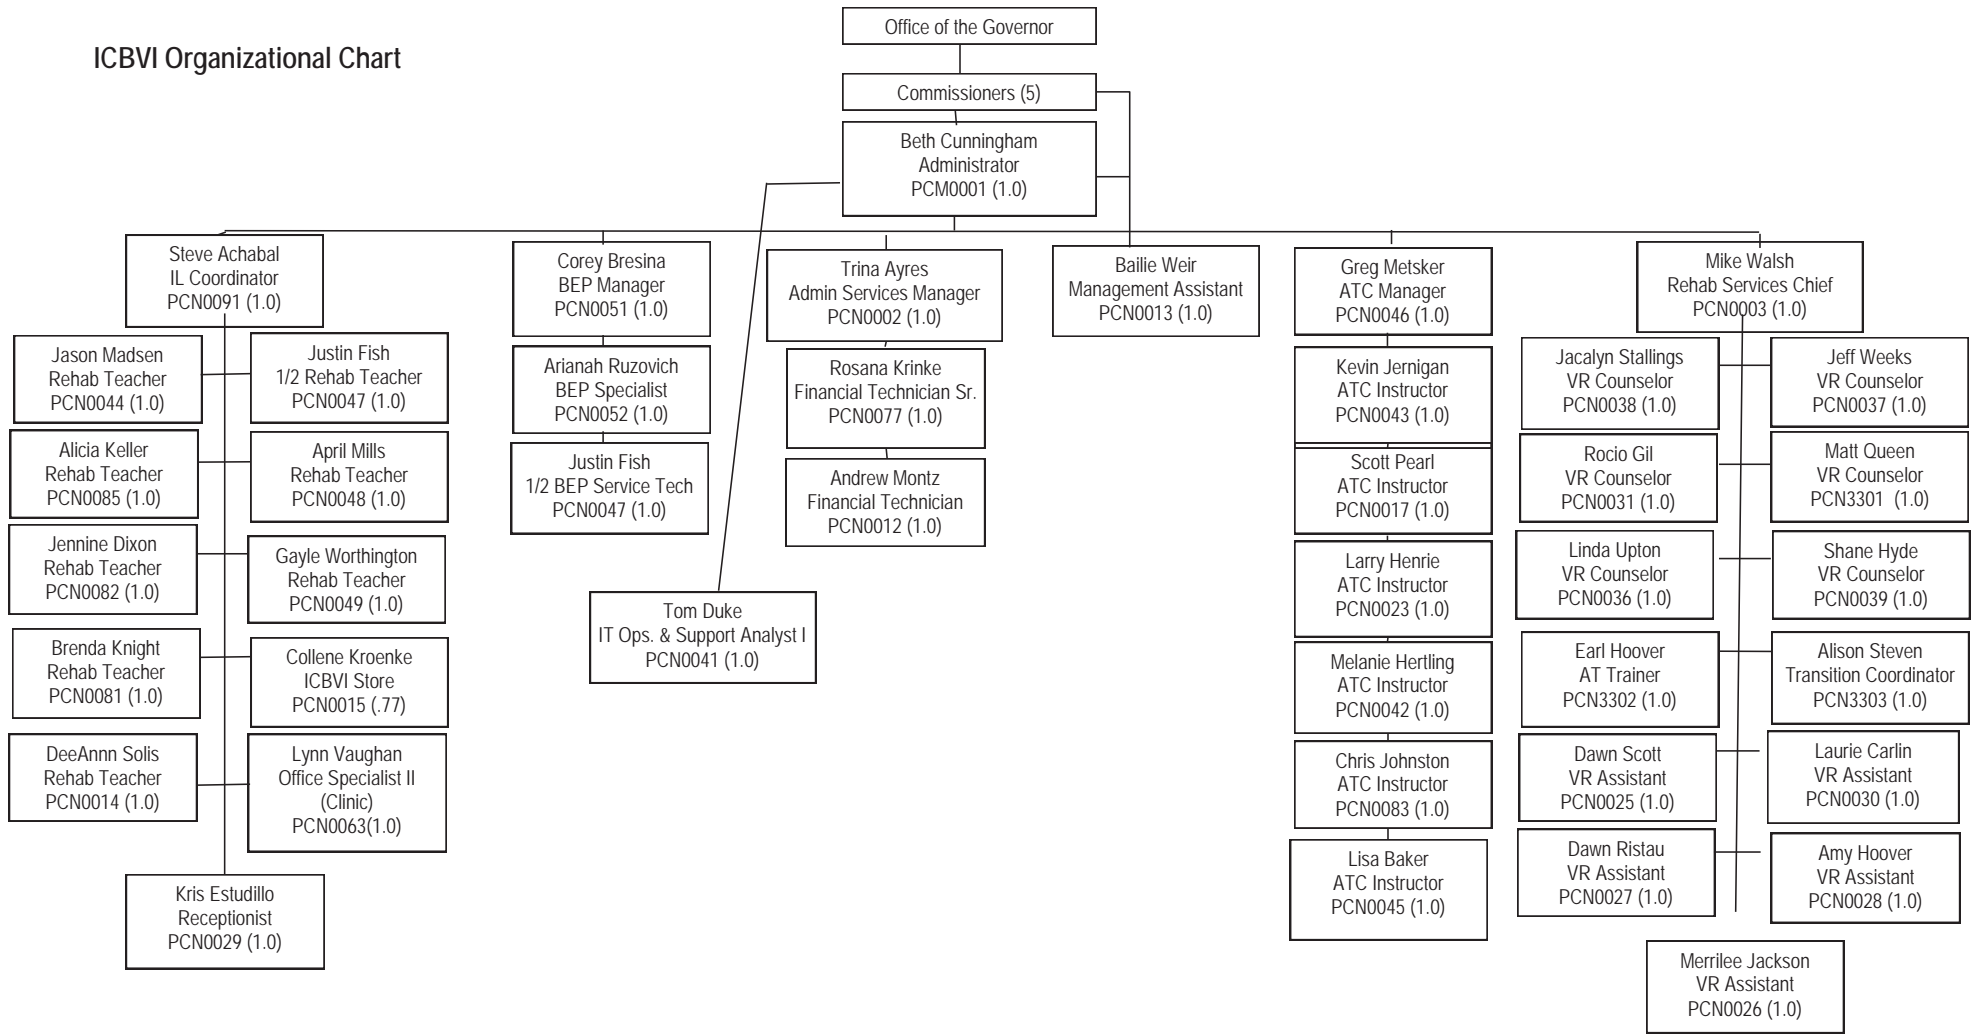 ICBVI Organizational Chart
Office of the Governor
Commissioners (5)
Beth Cunningham
Administrator
PCM0001 (1.0)
Steve Achabal
IL Coordinator
PCN0091 (1.0)
Jason Madsen
Rehab Teacher
PCN0044 (1.0)
Justin Fish
1/2 Rehab Teacher
PCN0047 (1.0)
Alicia Keller
Rehab Teacher
PCN0085 (1.0)
April Mills
Rehab Teacher
PCN0048 (1.0)
Jennine Dixon
Rehab Teacher
PCN0082 (1.0)
Gayle Worthington
Rehab Teacher
PCN0049 (1.0)
Brenda Knight
Rehab Teacher
PCN0081 (1.0)
Collene Kroenke
ICBVI Store
PCN0015 (.77)
DeeAnnn Solis
Rehab Teacher
PCN0014 (1.0)
Lynn Vaughan
Office Specialist II
(Clinic)
PCN0063(1.0)
Kris Estudillo
Receptionist
PCN0029 (1.0)
Corey Bresina
BEP Manager
PCN0051 (1.0)
Arianah Ruzovich
BEP Specialist
PCN0052 (1.0)
Justin Fish
1/2 BEP Service Tech
PCN0047 (1.0)
Trina Ayres
Admin Services Manager
PCN0002 (1.0)
Rosana Krinke
Financial Technician Sr.
PCN0077 (1.0)
Andrew Montz
Financial Technician
PCN0012 (1.0)
Tom Duke
IT Ops. & Support Analyst I
PCN0041 (1.0)
Bailie Weir
Management Assistant
PCN0013 (1.0)
Greg Metsker
ATC Manager
PCN0046 (1.0)
Kevin Jernigan
ATC Instructor
PCN0043 (1.0)
Scott Pearl
ATC Instructor
PCN0017 (1.0)
Larry Henrie
ATC Instructor
PCN0023 (1.0)
Melanie Hertling
ATC Instructor
PCN0042 (1.0)
Chris Johnston
ATC Instructor
PCN0083 (1.0)
Lisa Baker
ATC Instructor
PCN0045 (1.0)
Mike Walsh
Rehab Services Chief
PCN0003 (1.0)
Jacalyn Stallings
VR Counselor
PCN0038 (1.0)
Jeff Weeks
VR Counselor
PCN0037 (1.0)
Rocio Gil
VR Counselor
PCN0031 (1.0)
Matt Queen
VR Counselor
PCN3301  (1.0)
Linda Upton
VR Counselor
PCN0036 (1.0)
Shane Hyde
VR Counselor
PCN0039 (1.0)
Earl Hoover
AT Trainer
PCN3302 (1.0)
Alison Steven
Transition Coordinator
PCN3303 (1.0)
Dawn Scott
VR Assistant
PCN0025 (1.0)
Laurie Carlin
VR Assistant
PCN0030 (1.0)
Dawn Ristau
VR Assistant
PCN0027 (1.0)
Amy Hoover
VR Assistant
PCN0028 (1.0)
Merrilee Jackson
VR Assistant
PCN0026 (1.0)